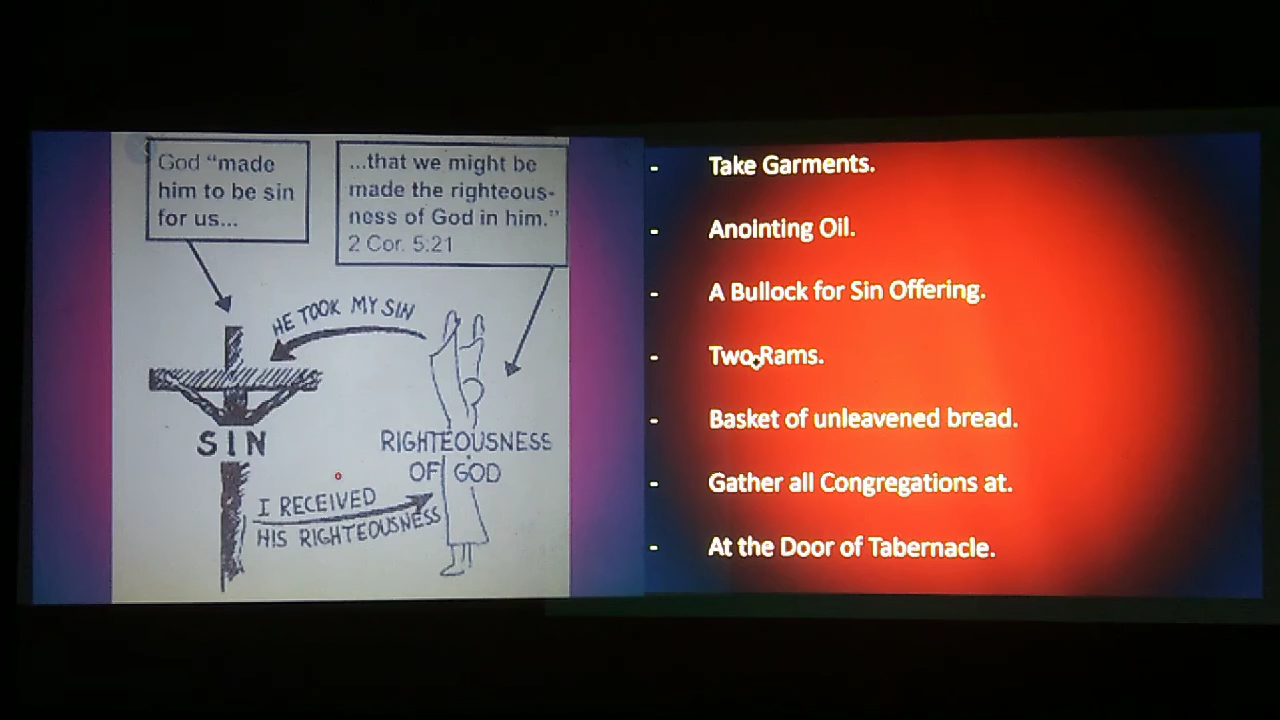 God “made
him to be sin
for us...
...that we might be
made the righteous-
ness of God in him.”
2 Cor. 5:21
HE TOOK MY SIN
SIN
RIGHTEOUSNESS
OF GOD
I RECEIVED
HIS RIGHTEOUSNESS
- Take Garments.
- Anointing Oil.
- A Bullock for Sin Offering.
- Two Rams.
- Basket of unleavened bread.
- Gather all Congregations at.
- At the Door of Tabernacle.